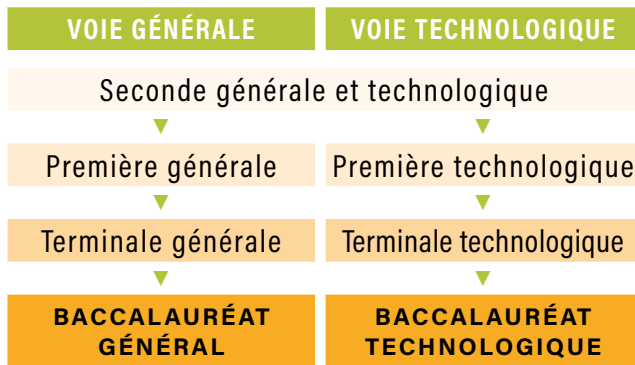 VOIE GÉNÉRALE
VOIE TECHNOLOGIQUE
Seconde générale et technologique
Première générale
Première technologique
Terminale générale
Terminale technologique
BACCALAURÉAT
GÉNÉRAL
BACCALAURÉAT
TECHNOLOGIQUE